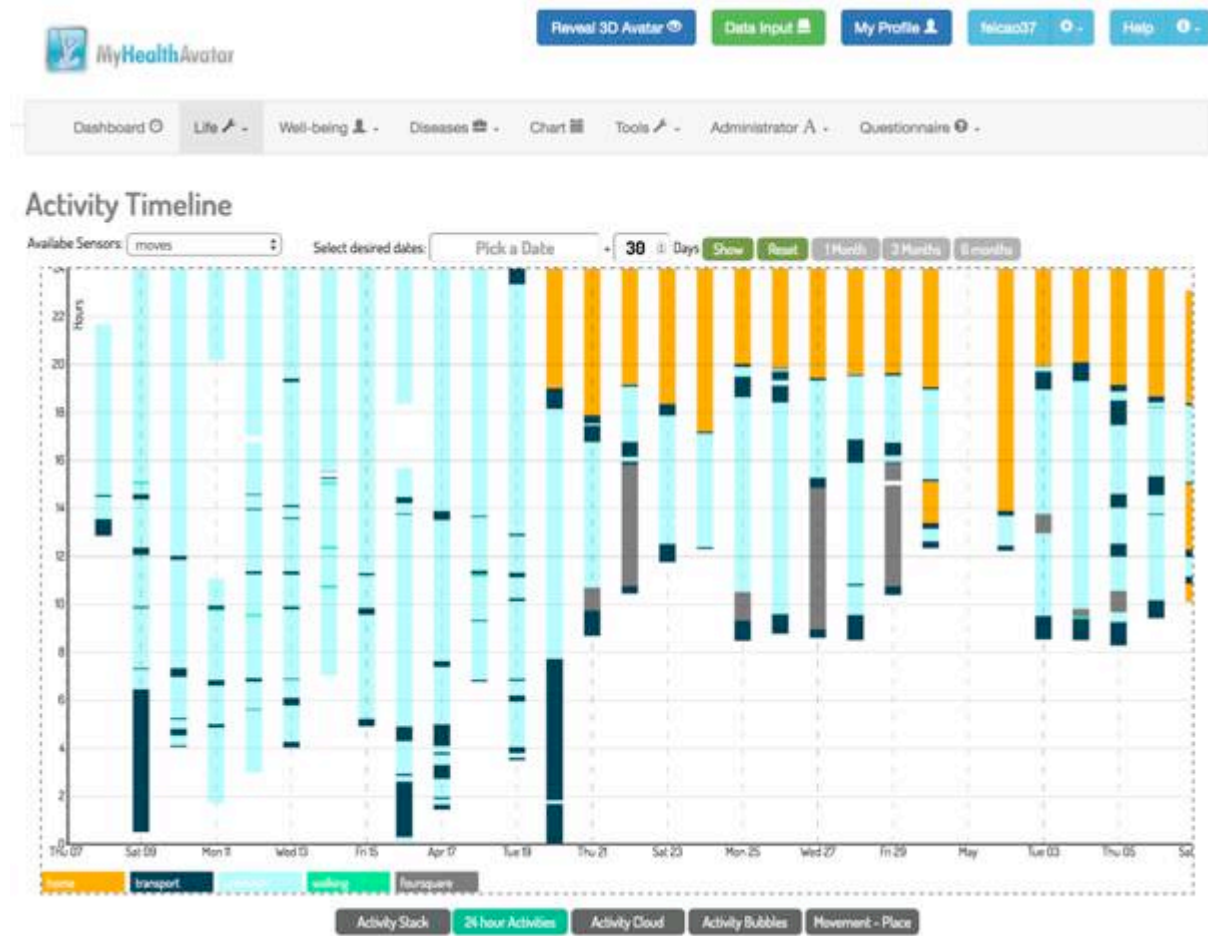 Reveal 3D Avatar Data Input My Profile feicao37 Help
MyHealthAvatar
Dashboard Life Well-being Diseases Chart Tools Administrator A Questionnaire
Activity Timeline
Availabe Sensors: moves Select desired dates: Pick a Date + 30 Days Show Reset 1 Month 3 Months 6 months
24
Hours
22
20
18
16
14
12
10
8
6
4
2
0
Thu 07 Sat 09 Mon 11 Wed 13 Fri 15 Apr 17 Tue 19 Thu 21 Sat 23 Mon 25 Wed 27 Fri 29 May Tue 03 Thu 05 Sat
home transport walking foursquare
Activity Stack 24 hour Activities Activity Cloud Activity Bubbles Movement - Place